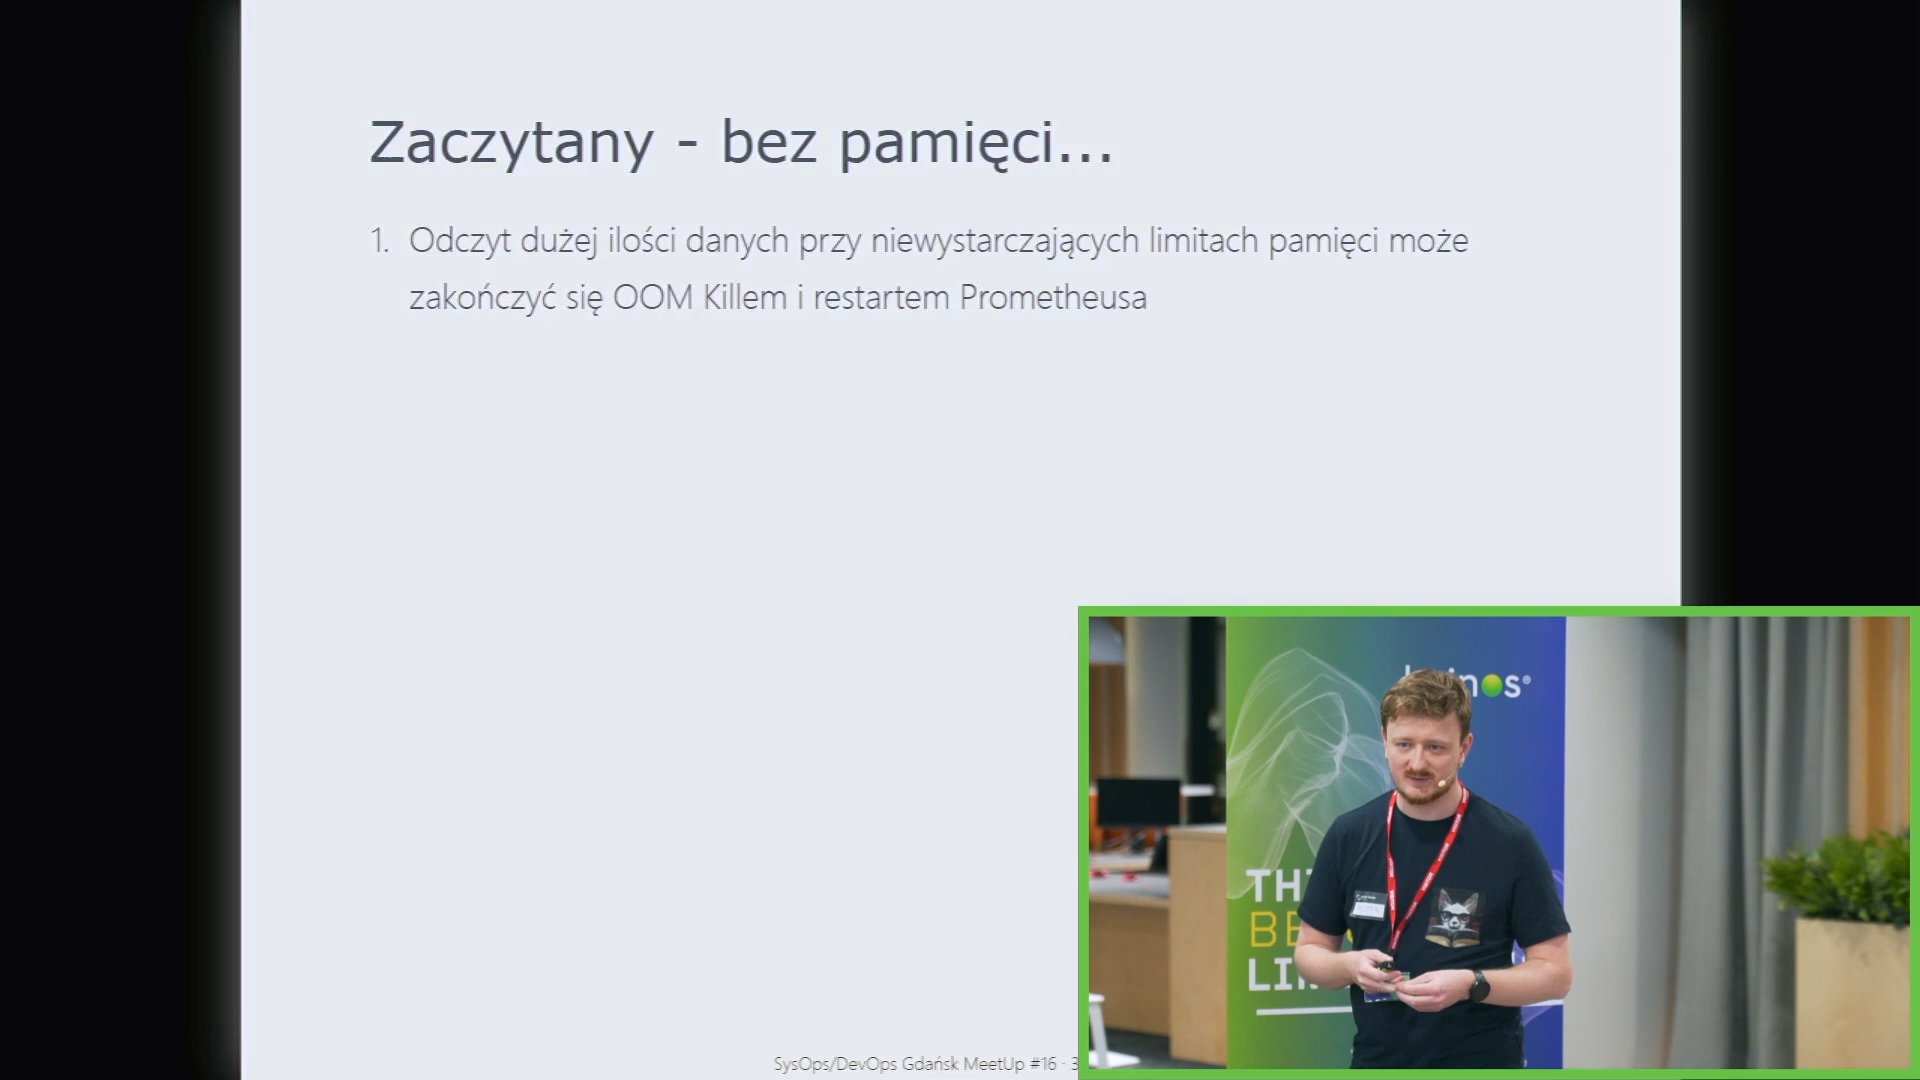 Zaczytany - bez pamięci...
1. Odczyt dużej ilości danych przy niewystarczających limitach pamięci może
zakończyć się OOM Killem i restartem Prometheusa
SysOps/DevOps Gdańsk MeetUp #16 · 3